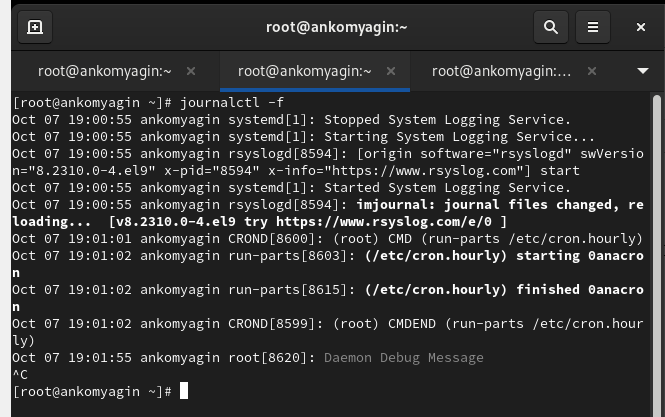 root@ankomyagin:~
root@ankomyagin:~ × root@ankomyagin:~ × root@ankomyagin:... ×
[root@ankomyagin ~]# journalctl -f
Oct 07 19:00:55 ankomyagin systemd[1]: Stopped System Logging Service.
Oct 07 19:00:55 ankomyagin systemd[1]: Starting System Logging Service...
Oct 07 19:00:55 ankomyagin rsyslogd[8594]: [origin software="rsyslogd" swVersio
n="8.2310.0-4.el9" x-pid="8594" x-info="https://www.rsyslog.com"] start
Oct 07 19:00:55 ankomyagin systemd[1]: Started System Logging Service.
Oct 07 19:00:55 ankomyagin rsyslogd[8594]: imjournal: journal files changed, re
loading...  [v8.2310.0-4.el9 try https://www.rsyslog.com/e/0 ]
Oct 07 19:01:01 ankomyagin CROND[8600]: (root) CMD (run-parts /etc/cron.hourly)
Oct 07 19:01:02 ankomyagin run-parts[8603]: (/etc/cron.hourly) starting 0anacro
n
Oct 07 19:01:02 ankomyagin run-parts[8615]: (/etc/cron.hourly) finished 0anacro
n
Oct 07 19:01:02 ankomyagin CROND[8599]: (root) CMDEND (run-parts /etc/cron.hour
ly)
Oct 07 19:01:55 ankomyagin root[8620]: Daemon Debug Message
^C
[root@ankomyagin ~]#